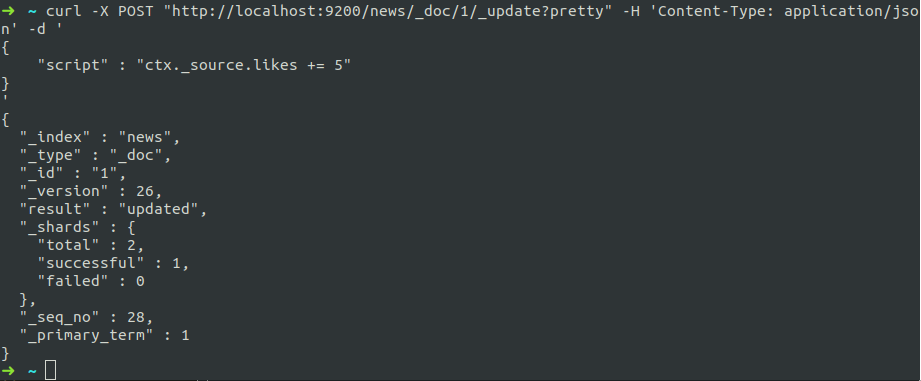 ➜ ~ curl -X POST "http://localhost:9200/news/_doc/1/_update?pretty" -H 'Content-Type: application/jso
n' -d '
{
    "script" : "ctx._source.likes += 5"
}
'
{
  "_index" : "news",
  "_type" : "_doc",
  "_id" : "1",
  "_version" : 26,
  "result" : "updated",
  "_shards" : {
    "total" : 2,
    "successful" : 1,
    "failed" : 0
  },
  "_seq_no" : 28,
  "_primary_term" : 1
}
➜ ~